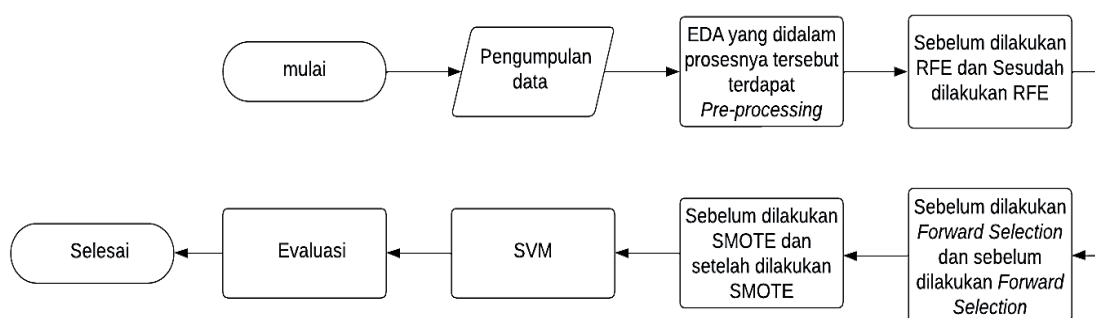 mulai
Pengumpulan
data
EDA yang didalam
prosesnya tersebut
terdapat
Pre-processing
Sebelum dilakukan
RFE dan Sesudah
dilakukan RFE
Sebelum dilakukan
Forward Selection
dan sebelum
dilakukan Forward
Selection
Sebelum dilakukan
SMOTE dan
setelah dilakukan
SMOTE
SVM
Evaluasi
Selesai